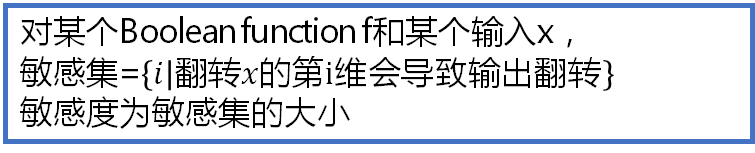 对某个Boolean function f和某个输入x，
敏感集={i|翻转x的第i维会导致输出翻转}
敏感度为敏感集的大小